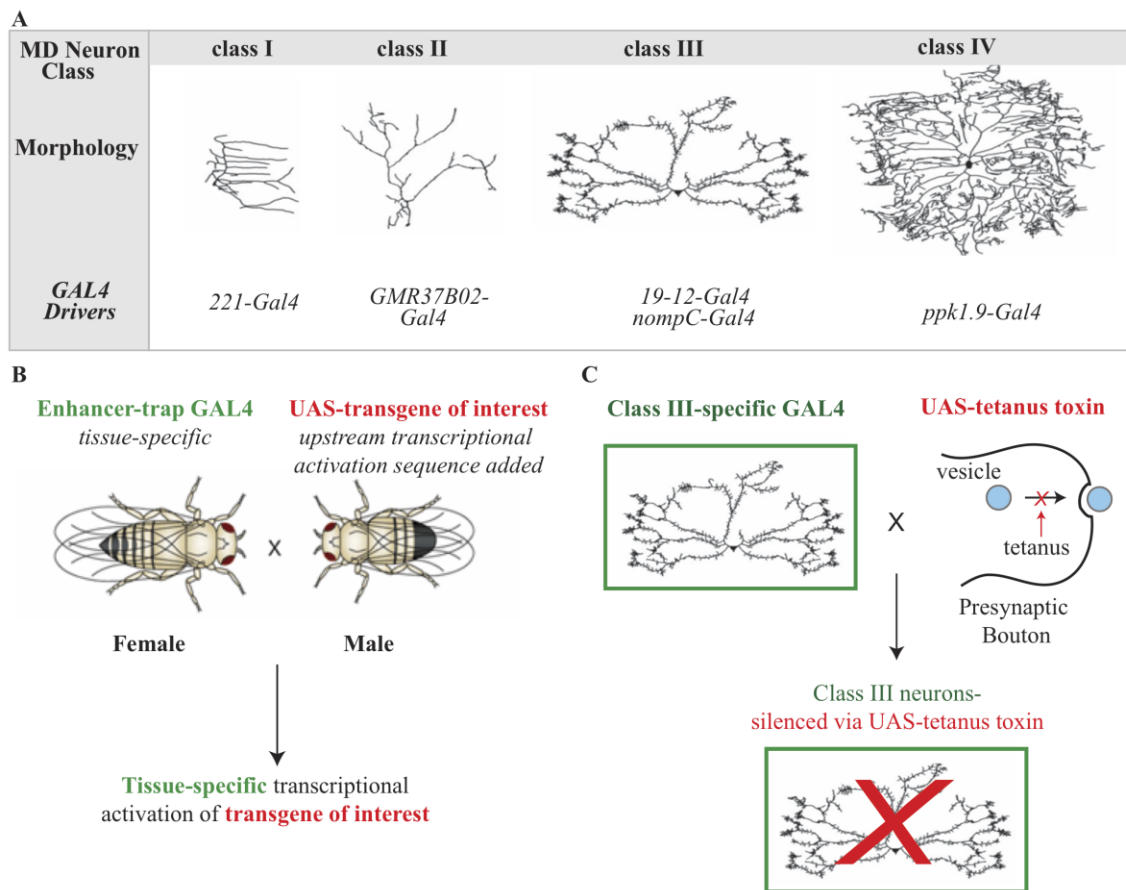 A
MD Neuron
Class
class I
class II
class III
class IV
Morphology
GAL4
Drivers
221-Gal4
GMR37B02-
Gal4
19-12-Gal4
nompC-Gal4
ppk1.9-Gal4
B
Enhancer-trap GAL4
tissue-specific
UAS-transgene of interest
upstream transcriptional
activation sequence added
x
Female
Male
Tissue-specific transcriptional
activation of transgene of interest
C
Class III-specific GAL4
X
UAS-tetanus toxin
vesicle
x
tetanus
Presynaptic
Bouton
Class III neurons-
silenced via UAS-tetanus toxin